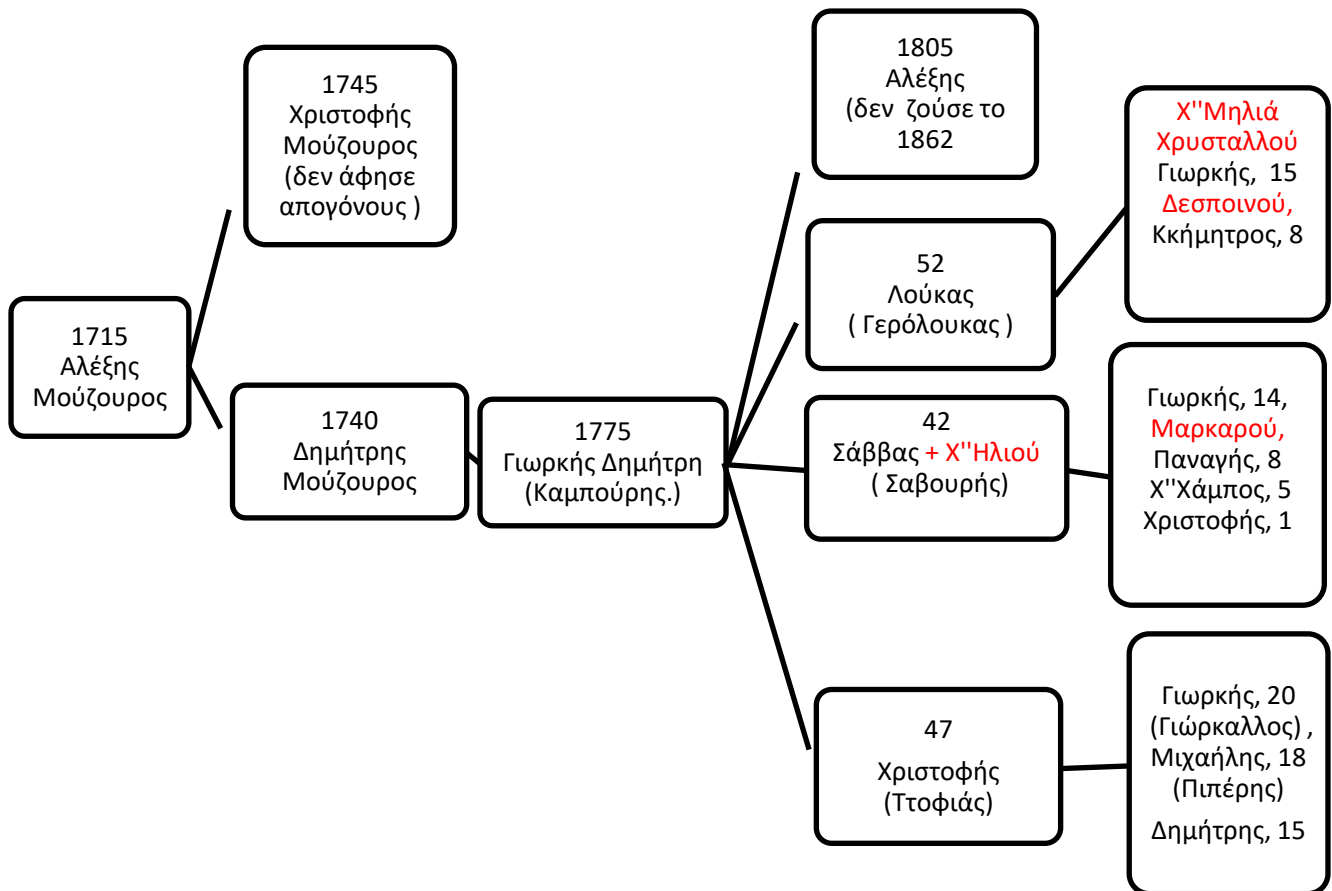 1715
Αλέξης
Μούζουρος
1745
Χριστοφής
Μούζουρος
(δεν άφησε
απογόνους )
1740
Δημήτρης
Μούζουρος
1775
Γιωρκής Δημήτρη
(Καμπούρης.)
1805
Αλέξης
(δεν ζούσε το
1862
52
Λούκας
( Γερόλουκας )
42
Σάββας + Χ''Ηλιού
( Σαβουρής)
47
Χριστοφής
(Ττοφιάς)
Χ''Μηλιά
Χρυσταλλού
Γιωρκής, 15
Δεσποινού,
Κκήμητρος, 8
Γιωρκής, 14,
Μαρκαρού,
Παναγής, 8
Χ''Χάμπος, 5
Χριστοφής, 1
Γιωρκής, 20
(Γιώρκαλλος) ,
Μιχαήλης, 18
(Πιπέρης)
Δημήτρης, 15